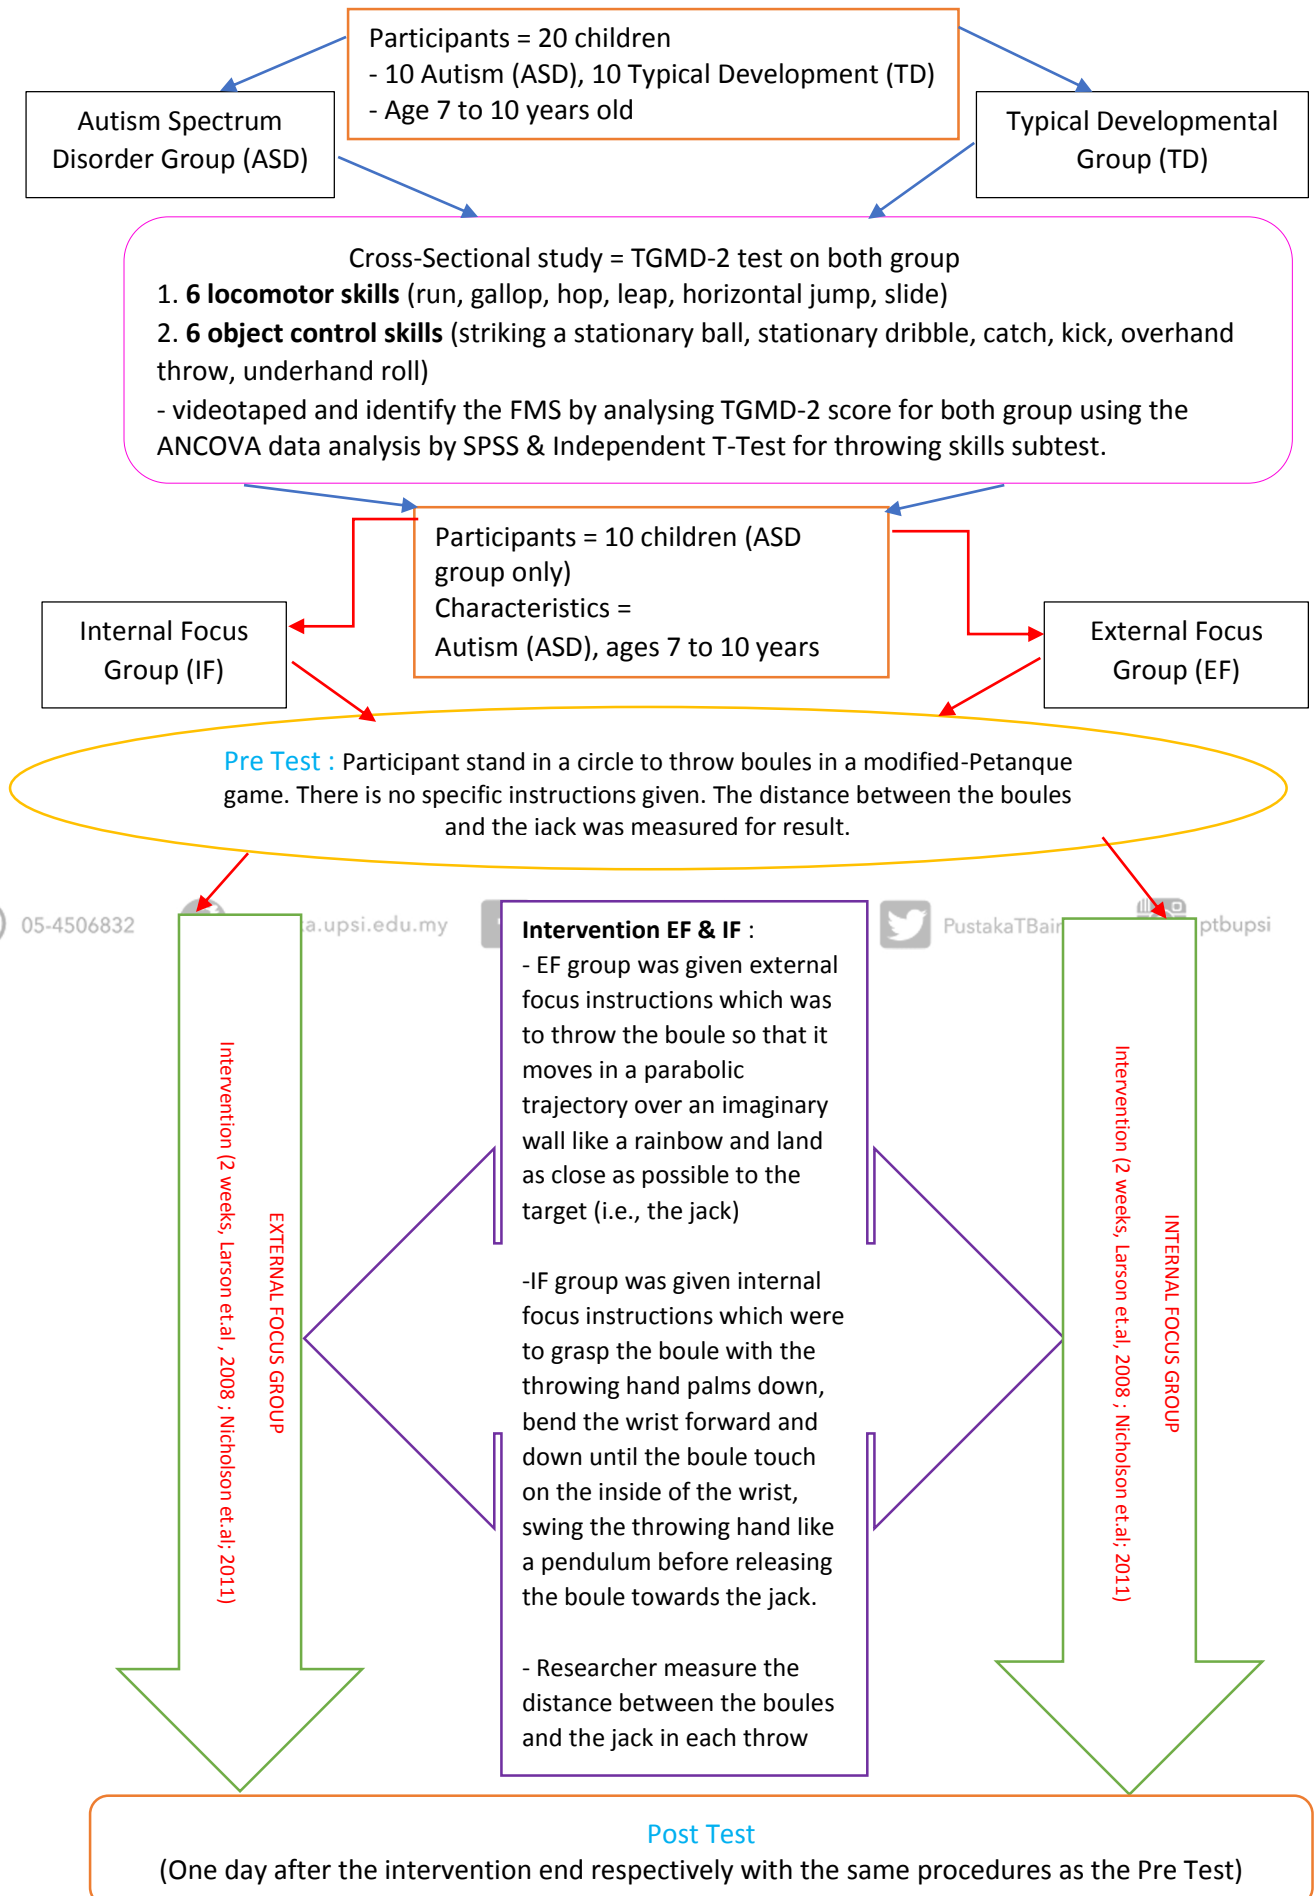 Participants = 20 children
- 10 Autism (ASD), 10 Typical Development (TD)
- Age 7 to 10 years old
Autism Spectrum
Disorder Group (ASD)
Typical Developmental
Group (TD)
Cross-Sectional study = TGMD-2 test on both group
1. 6 locomotor skills (run, gallop, hop, leap, horizontal jump, slide)
2. 6 object control skills (striking a stationary ball, stationary dribble, catch, kick, overhand
throw, underhand roll)
- videotaped and identify the FMS by analysing TGMD-2 score for both group using the
ANCOVA data analysis by SPSS & Independent T-Test for throwing skills subtest.
Participants = 10 children (ASD
group only)
Characteristics =
Autism (ASD), ages 7 to 10 years
Internal Focus
Group (IF)
External Focus
Group (EF)
Pre Test : Participant stand in a circle to throw boules in a modified-Petanque
game. There is no specific instructions given. The distance between the boules
and the jack was measured for result.
05-4506832
a.upsi.edu.my
PustakaTBain
ptbupsi
EXTERNAL FOCUS GROUP
Intervention (2 weeks, Larson et.al , 2008 ; Nicholson et.al; 2011)
Intervention EF & IF :
- EF group was given external
focus instructions which was
to throw the boule so that it
moves in a parabolic
trajectory over an imaginary
wall like a rainbow and land
as close as possible to the
target (i.e., the jack)
-IF group was given internal
focus instructions which were
to grasp the boule with the
throwing hand palms down,
bend the wrist forward and
down until the boule touch
on the inside of the wrist,
swing the throwing hand like
a pendulum before releasing
the boule towards the jack.
- Researcher measure the
distance between the boules
and the jack in each throw
INTERNAL FOCUS GROUP
Intervention (2 weeks, Larson et.al, 2008 ; Nicholson et.al; 2011)
Post Test
(One day after the intervention end respectively with the same procedures as the Pre Test)